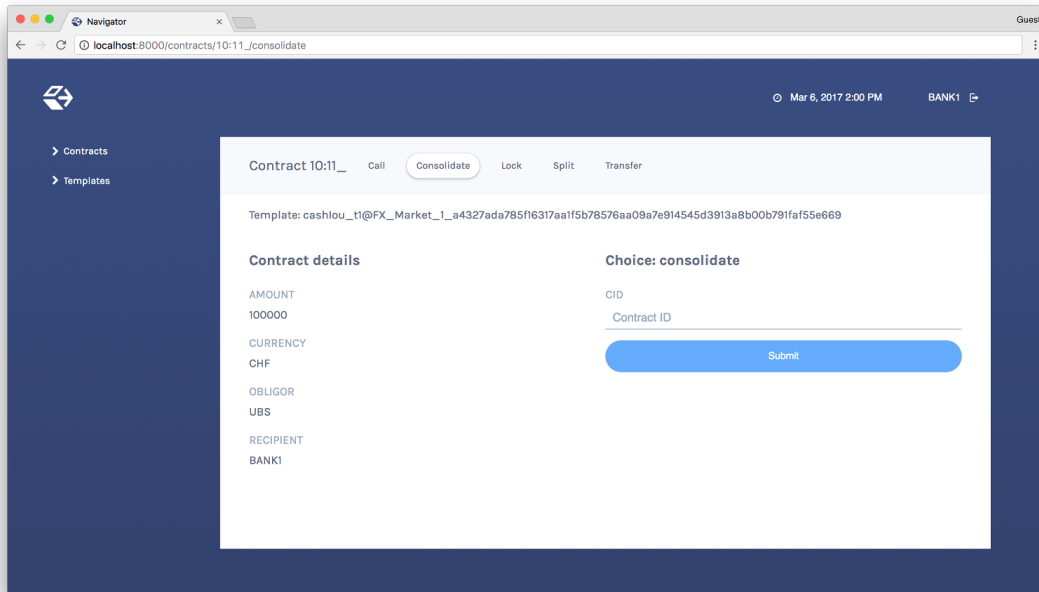 Navigator
Guest
localhost:8000/contracts/10:11_/consolidate
Mar 6, 2017 2:00 PM BANK1
Contracts
Templates
Contract 10:11_ Call Consolidate Lock Split Transfer
Template: cashIou_t1@FX_Market_1_a4327ada785f16317aa1f5b78576aa09a7e914545d3913a8b00b791faf55e669
Contract details
AMOUNT
100000
CURRENCY
CHF
OBLIGOR
UBS
RECIPIENT
BANK1
Choice: consolidate
CID
Contract ID
Submit